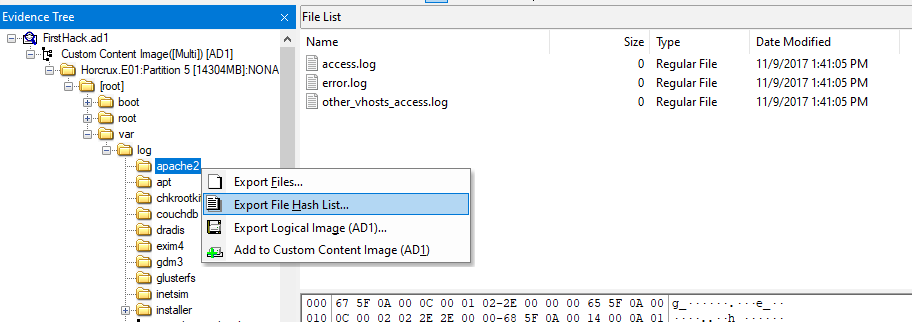 Evidence Tree
FirstHack.ad1
Custom Content Image([Multi]) [AD1]
Horcrux.E01:Partition 5 [14304MB]:NONA
[root]
boot
root
var
log
apache2
apt
chkrootki
couchdb
dradis
exim4
gdm3
glusterfs
inetsim
installer
Export Files...
Export File Hash List...
Export Logical Image (AD1)...
Add to Custom Content Image (AD1)
File List
Name Size Type Date Modified
access.log 0 Regular File 11/9/2017 1:41:05 PM
error.log 0 Regular File 11/9/2017 1:41:05 PM
other_vhosts_access.log 0 Regular File 11/9/2017 1:41:05 PM
000 67 5F 0A 00 0C 00 01 02-2E 00 00 00 65 5F 0A 00 g_·······.···e_··
010 0C 00 02 02 2E 2E 00 00-68 5F 0A 00 14 00 0A 01